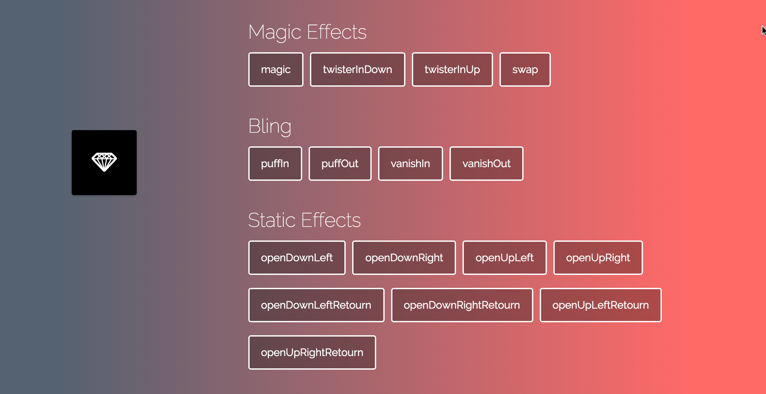 Magic Effects
magic twisterInDown twisterInUp swap
Bling
puffIn puffOut vanishIn vanishOut
Static Effects
openDownLeft openDownRight openUpLeft openUpRight
openDownLeftRetourn openDownRightRetourn openUpLeftRetourn
openUpRightRetourn